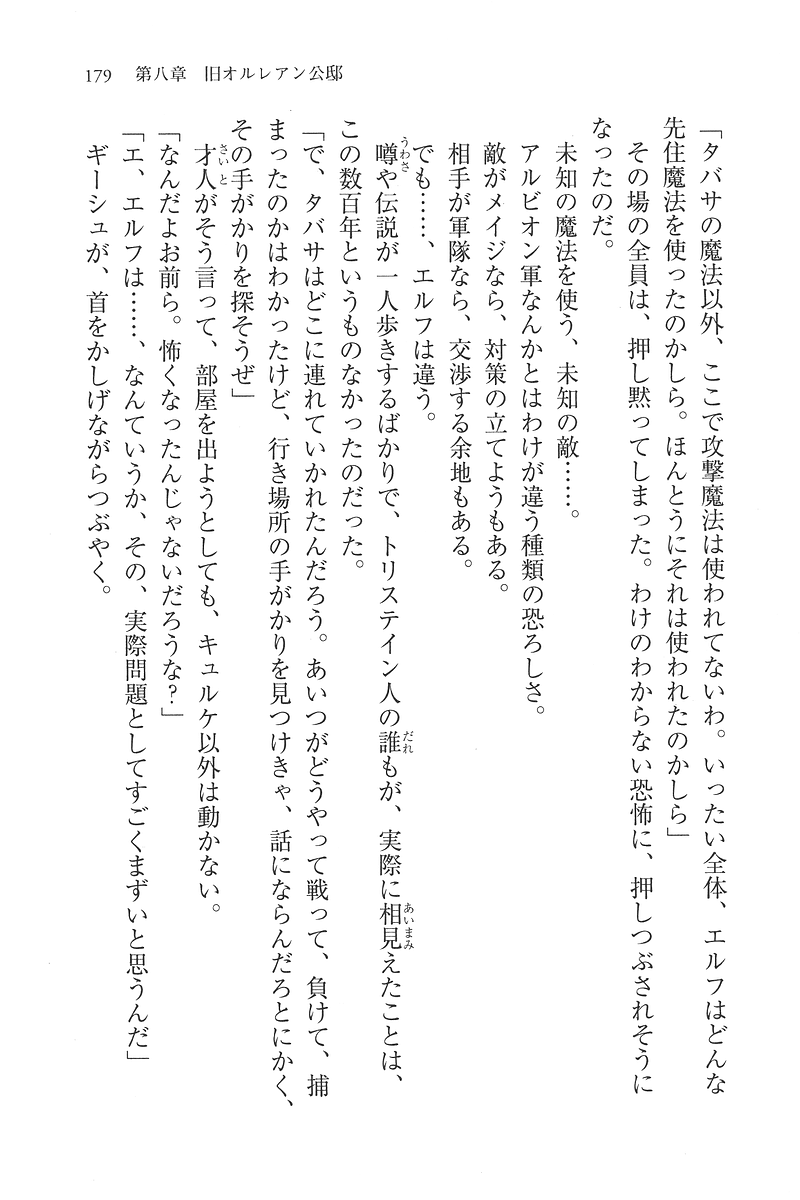 179 第八章 旧オルレアン公邸
「タバサの魔法以外、ここで攻撃魔法は使われてないわ。いったい全体、エルフはどんな
先住魔法を使ったのかしら。ほんとうにそれは使われたのかしら」
その場の全員は、押し黙ってしまった。わけのわからない恐怖に、押しつぶされそうに
なったのだ。
未知の魔法を使う、未知の敵……。
アルビオン軍なんかとはわけが違う種類の恐ろしさ。
敵がメイジなら、対策の立てようもある。
相手が軍隊なら、交渉する余地もある。
でも……、エルフは違う。
噂や伝説が一人歩きするばかりで、トリステイン人の誰もが、実際に相見えたことは、
この数百年というものなかったのだった。
「で、タバサはどこに連れていかれたんだろう。あいつがどうやって戦って、負けて、捕
まったのかはわかったけど、行き場所の手がかりを見つけきゃ、話にならんだろとにかく、
その手がかりを探そうぜ」
才人がそう言って、部屋を出ようとしても、キュルケ以外は動かない。
「なんだよお前ら。怖くなったんじゃないだろうな?」
「エ、エルフは……、なんていうか、その、実際問題としてすごくまずいと思うんだ」
ギーシュが、首をかしげながらつぶやく。